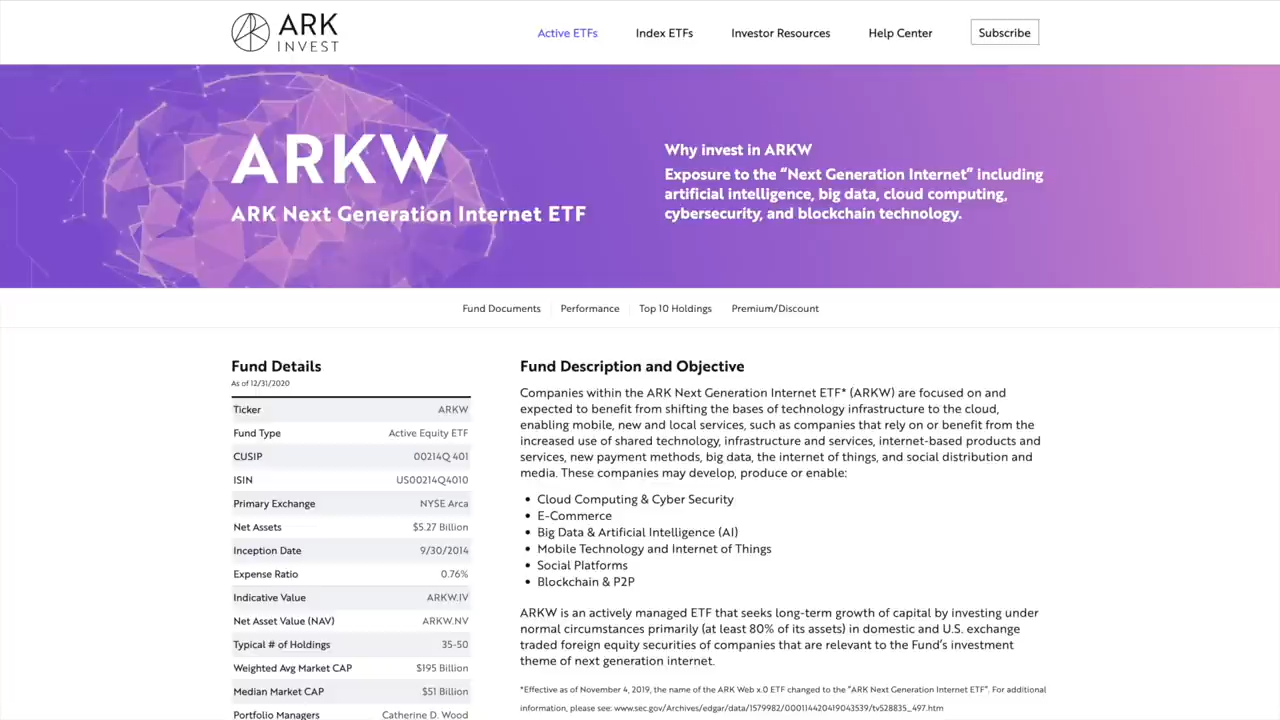 ARK
INVEST
Active ETFs
Index ETFs
Investor Resources
Help Center
Subscribe
ARKW
ARK Next Generation Internet ETF
Why invest in ARKW
Exposure to the “Next Generation Internet” including
artificial intelligence, big data, cloud computing,
cybersecurity, and blockchain technology.
Fund Documents
Performance
Top 10 Holdings
Premium/Discount
Fund Details
As of 12/31/2020
Ticker ARKW
Fund Type Active Equity ETF
CUSIP 00214Q 401
ISIN US00214Q4010
Primary Exchange NYSE Arca
Net Assets $5.27 Billion
Inception Date 9/30/2014
Expense Ratio 0.76%
Indicative Value ARKW.IV
Net Asset Value (NAV) ARKW.NV
Typical # of Holdings 35-50
Weighted Avg Market CAP $195 Billion
Median Market CAP $51 Billion
Portfolio Managers Catherine D. Wood
Fund Description and Objective
Companies within the ARK Next Generation Internet ETF* (ARKW) are focused on and
expected to benefit from shifting the bases of technology infrastructure to the cloud,
enabling mobile, new and local services, such as companies that rely on or benefit from the
increased use of shared technology, infrastructure and services, internet-based products and
services, new payment methods, big data, the internet of things, and social distribution and
media. These companies may develop, produce or enable:
• Cloud Computing & Cyber Security
• E-Commerce
• Big Data & Artificial Intelligence (AI)
• Mobile Technology and Internet of Things
• Social Platforms
• Blockchain & P2P
ARKW is an actively managed ETF that seeks long-term growth of capital by investing under
normal circumstances primarily (at least 80% of its assets) in domestic and U.S. exchange
traded foreign equity securities of companies that are relevant to the Fund’s investment
theme of next generation internet.
*Effective as of November 4, 2019, the name of the ARK Web x.0 ETF changed to the “ARK Next Generation Internet ETF”. For additional
information, please see: www.sec.gov/Archives/edgar/data/1579982/000114420419043539/tv528835_497.htm